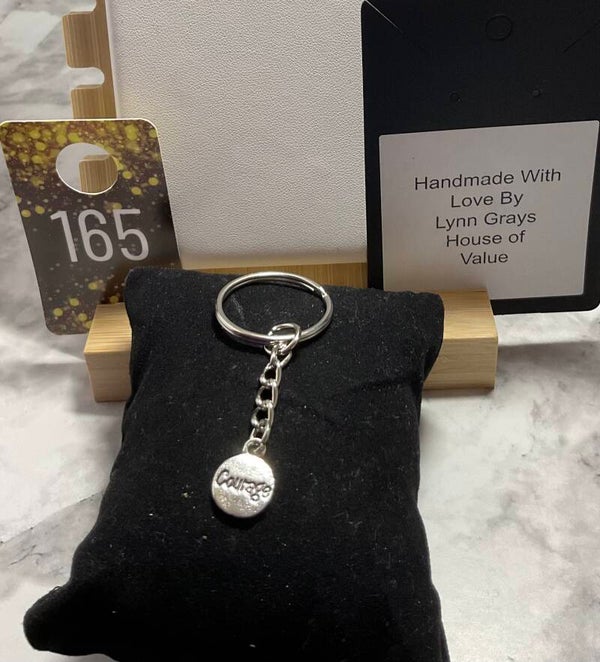 165
Handmade With
Love By
Lynn Grays
House of
Value
Courage